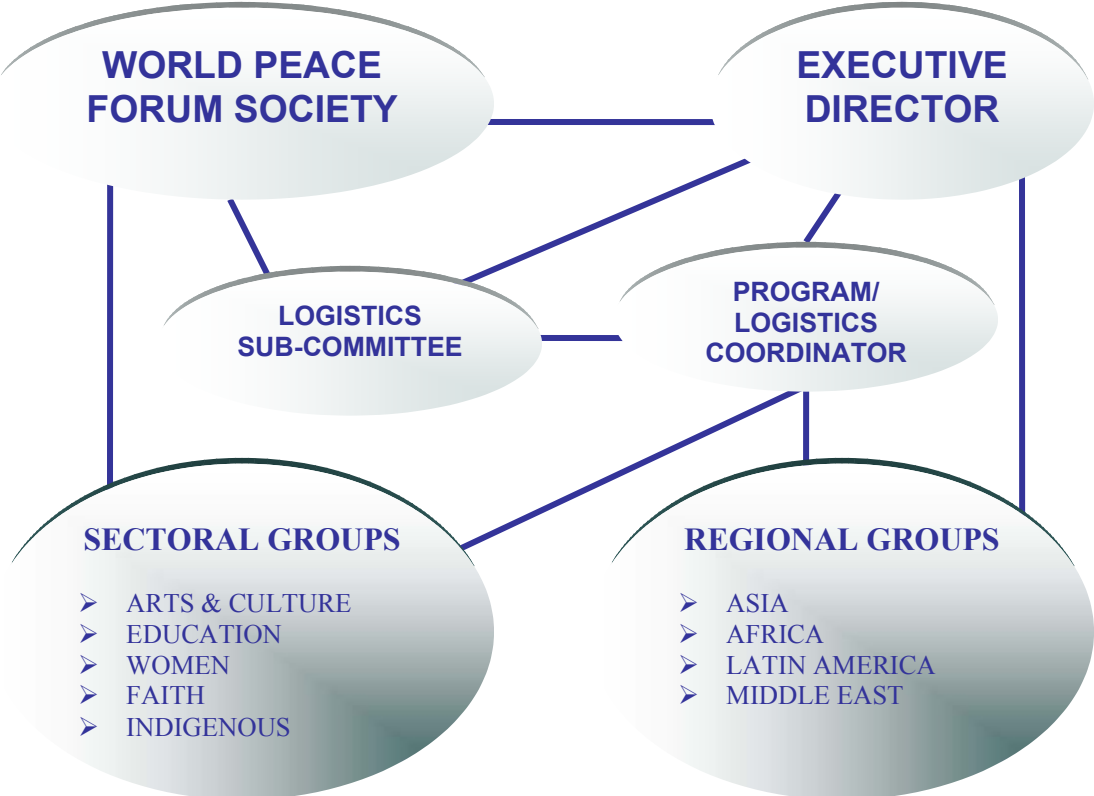 WORLD PEACE
FORUM SOCIETY
EXECUTIVE
DIRECTOR
LOGISTICS
SUB-COMMITTEE
PROGRAM/
LOGISTICS
COORDINATOR
SECTORAL GROUPS
➢ ARTS & CULTURE
➢ EDUCATION
➢ WOMEN
➢ FAITH
➢ INDIGENOUS
REGIONAL GROUPS
➢ ASIA
➢ AFRICA
➢ LATIN AMERICA
➢ MIDDLE EAST